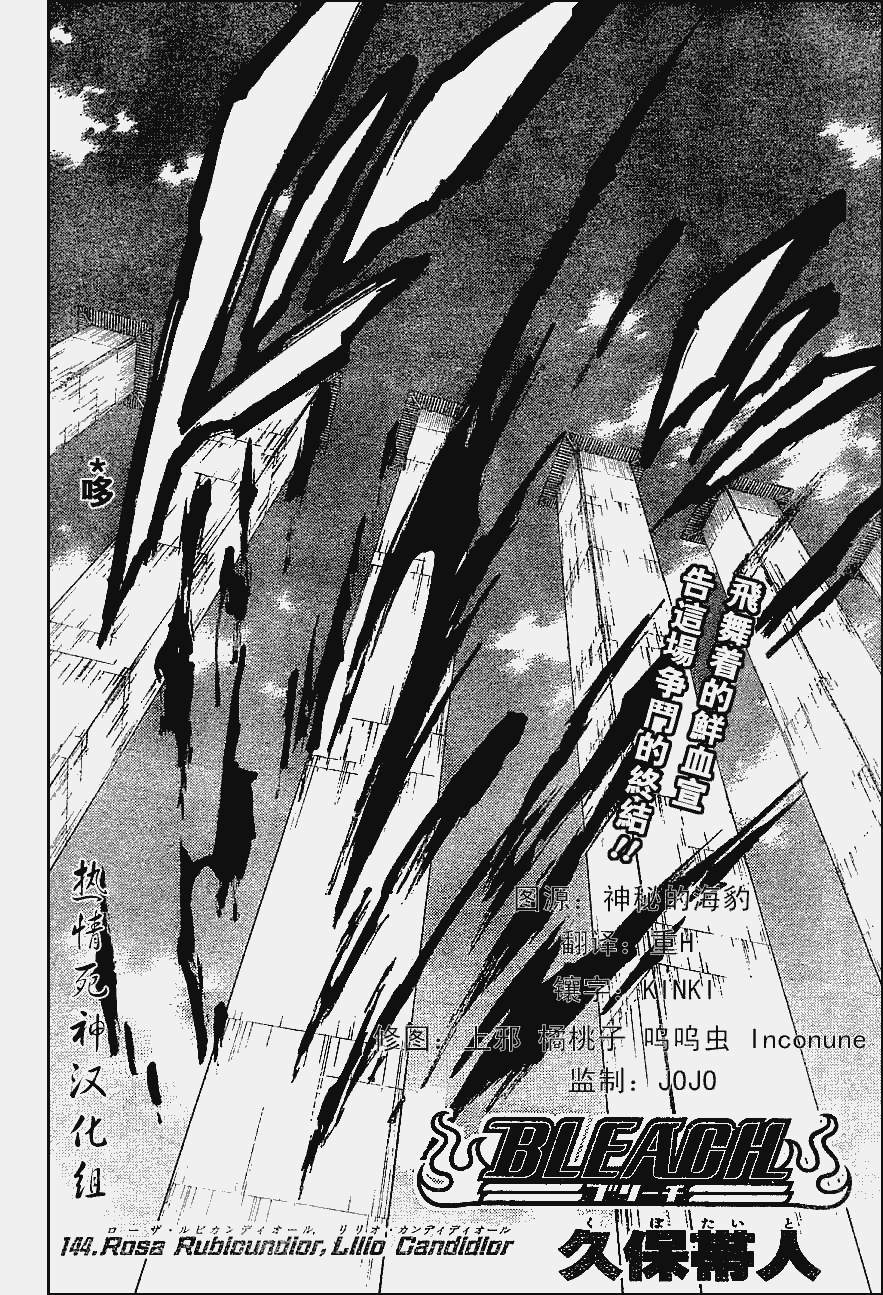 *哆
飛舞着的鮮血宣
告這場争鬥的終結!!
热情死神汉化组
图源：神秘的海豹
翻译：重H
镶字：KINKI
修图：上邪 橘桃子 呜呜虫 Inconune
监制：JOJO
BLEACH
ブリーチ
ローザ・ルビカンディオール, リリオ・カンディディオール
144.Rosa Rubicundior, Lilio Candidior
くぼたいと
久保帯人